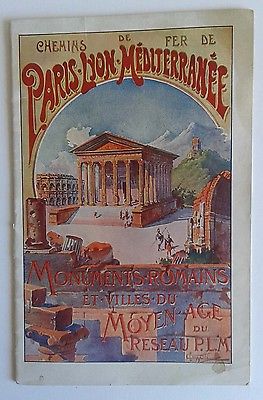 CHEMINS DE FER DE
PARIS·LYON·MÉDITERRANÉE
MONUMENTS·ROMAINS
ET·VILLES·DU
MOYEN·AGE
DU
RESEAU P.L.M